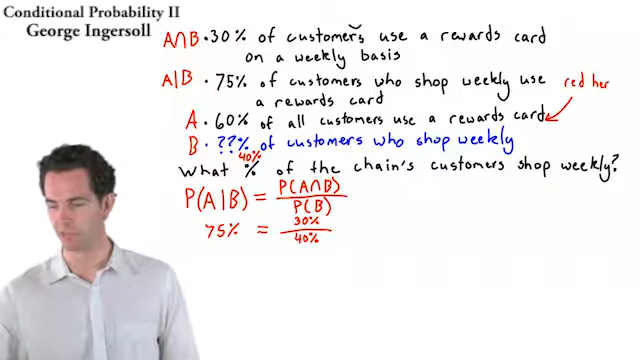 Conditional Probability II
George Ingersoll
A∩B • 30% of customers use a rewards card
on a weekly basis
A|B • 75% of customers who shop weekly use
a rewards card
red her
A • 60% of all customers use a rewards card
B • ??% of customers who shop weekly
40%
What % of the chain's customers shop weekly?
P(A|B) = P(A∩B)
P(B)
75% = 30%
40%